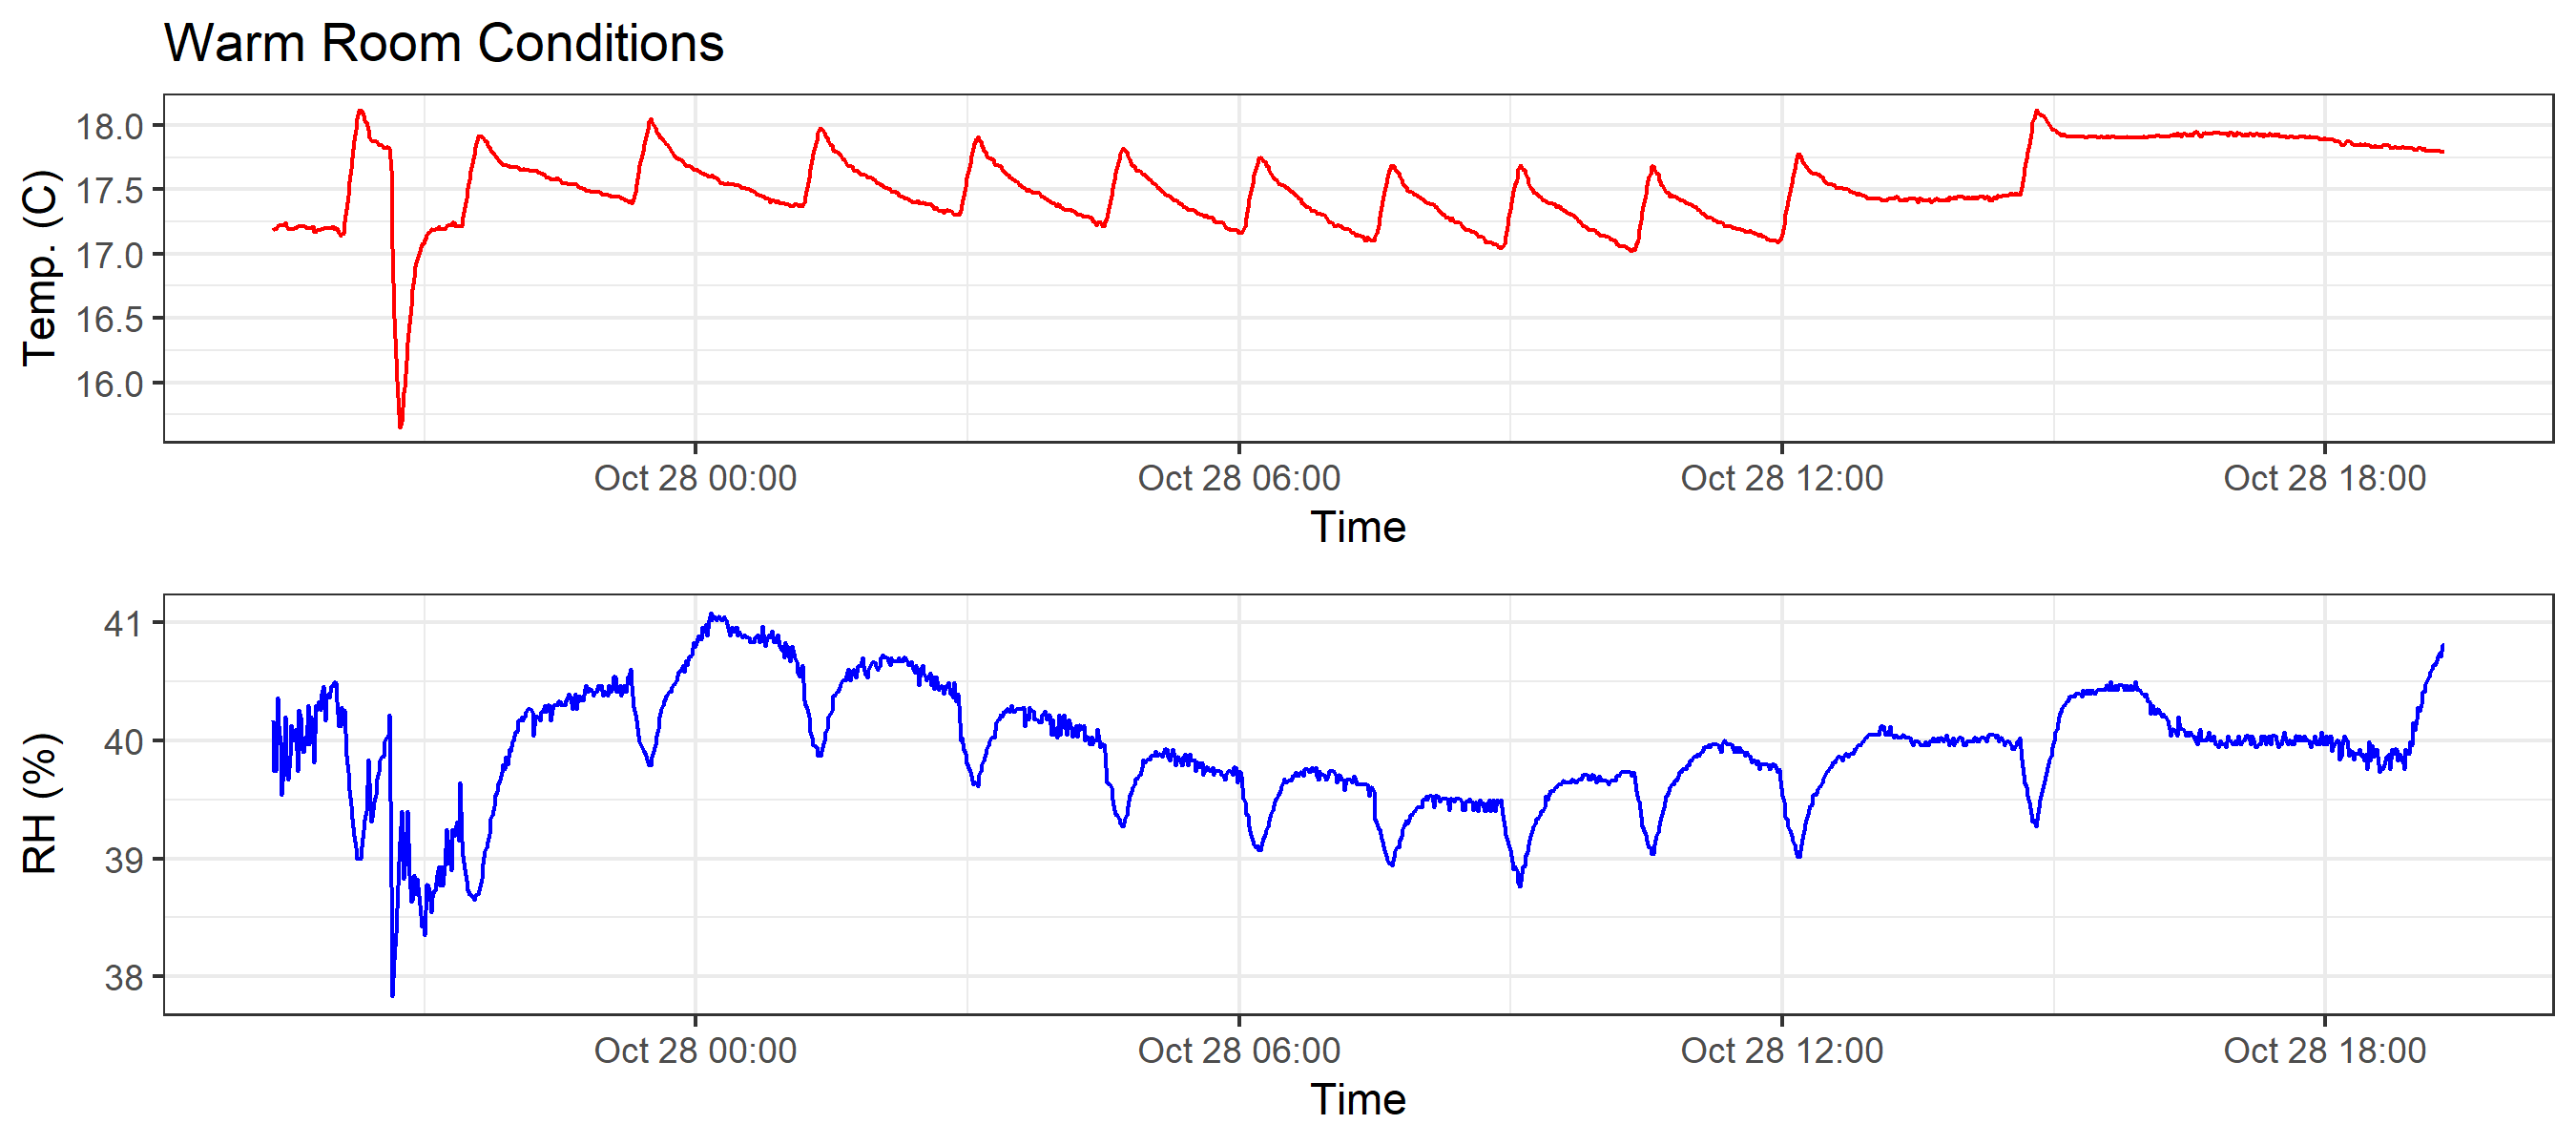 Warm Room Conditions
Temp. (C)
18.0
17.5
17.0
16.5
16.0
Oct 28 00:00 Oct 28 06:00 Oct 28 12:00 Oct 28 18:00
Time
RH (%)
41
40
39
38
Oct 28 00:00 Oct 28 06:00 Oct 28 12:00 Oct 28 18:00
Time